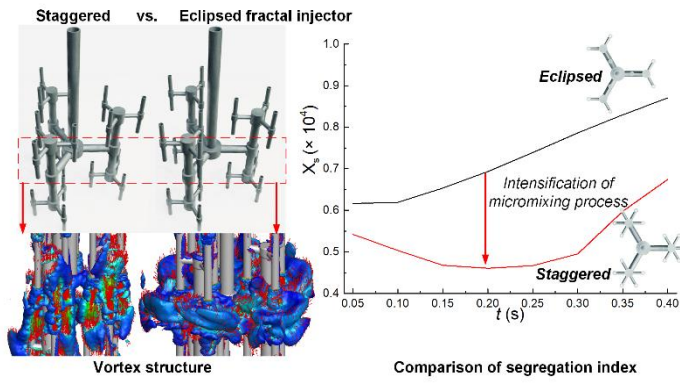 Staggered vs. Eclipsed fractal injector
Vortex structure
Xs (× 10⁴)
0.9
0.8
0.7
0.6
0.5
0.4
Eclipsed
Intensification of
micromixing process
Staggered
0.05 0.10 0.15 0.20 0.25 0.30 0.35 0.40
t (s)
Comparison of segregation index